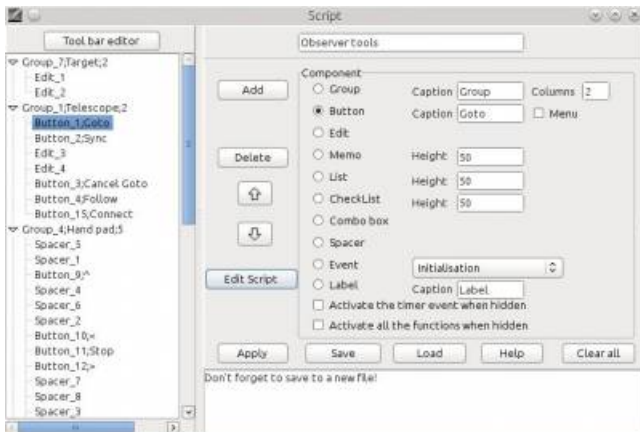 Script
Tool bar editor
Group_7;Target;2
Edit_1
Edit_2
Group_1;Telescope;2
Button_1;Goto
Button_2;Sync
Edit_3
Edit_4
Button_3;Cancel Goto
Button_4;Follow
Button_15;Connect
Group_4;Hand pad;5
Spacer_5
Spacer_1
Button_9;^
Spacer_4
Spacer_6
Spacer_2
Button_10;<
Button_11;Stop
Button_12;>
Spacer_7
Spacer_8
Spacer_3
Observer tools
Add
Delete
Edit Script
Component
Group Caption Group Columns 2
Button Caption Goto Menu
Edit
Memo Height 50
List Height 50
CheckList Height 50
Combo box
Spacer
Event Initialisation
Label Caption Label
Activate the timer event when hidden
Activate all the functions when hidden
Apply Save Load Help Clear all
Don't forget to save to a new file!